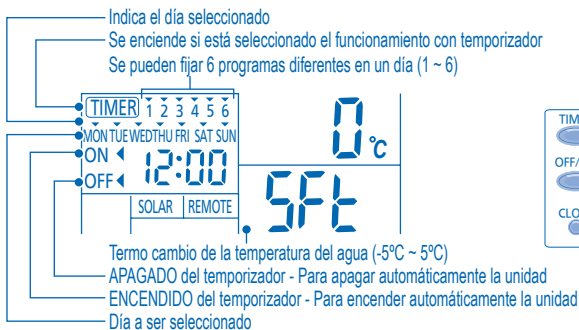 Indica el día seleccionado
Se enciende si está seleccionado el funcionamiento con temporizador
Se pueden fijar 6 programas diferentes en un día (1 ~ 6)
TIMER 1 2 3 4 5 6
MON TUE WED THU FRI SAT SUN
ON
12:00
OFF
0 °C
SOLAR REMOTE
SFt
TIM
OFF/
CLO
Termo cambio de la temperatura del agua (-5ºC ~ 5ºC)
APAGADO del temporizador - Para apagar automáticamente la unidad
ENCENDIDO del temporizador - Para encender automáticamente la unidad
Día a ser seleccionado